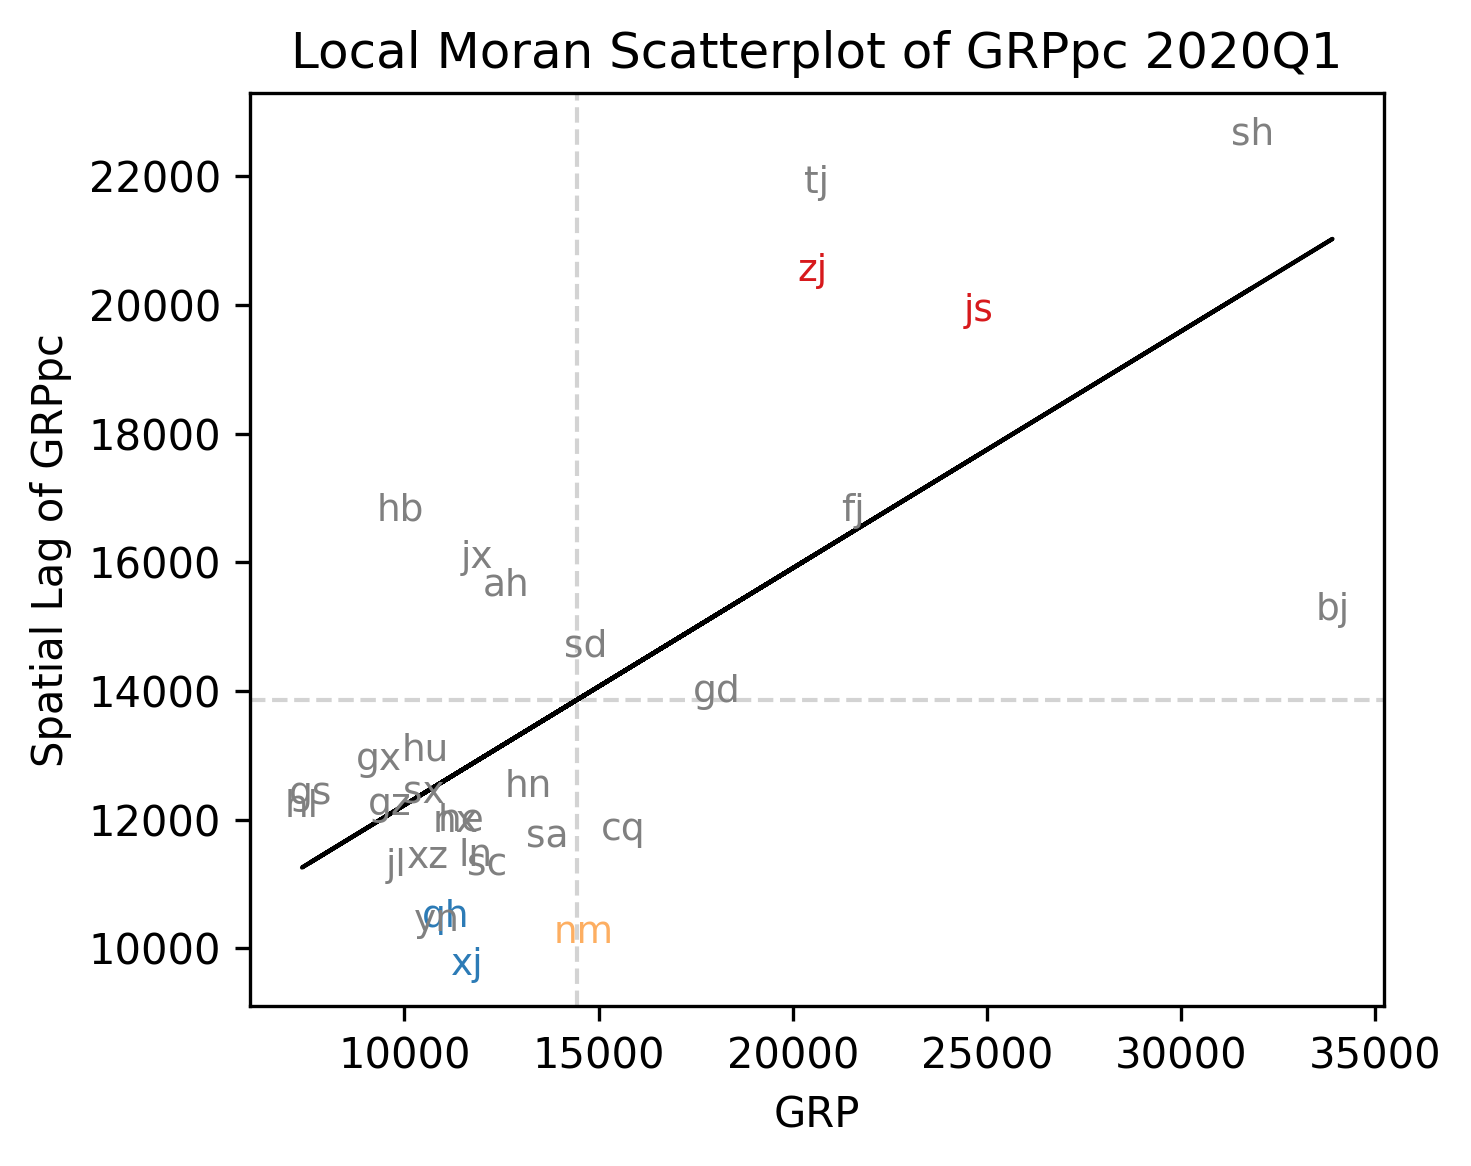 Local Moran Scatterplot of GRPpc 2020Q1
Spatial Lag of GRPpc
22000
20000
18000
16000
14000
12000
10000
sh
tj
zj
js
hb
fj
jx
ah
bj
sd
gd
hu
gx
hn
gs
hl
sx
gz
he
nx
sa
cq
jl
xz
ln
sc
qh
yn
nm
xj
10000 15000 20000 25000 30000 35000
GRP